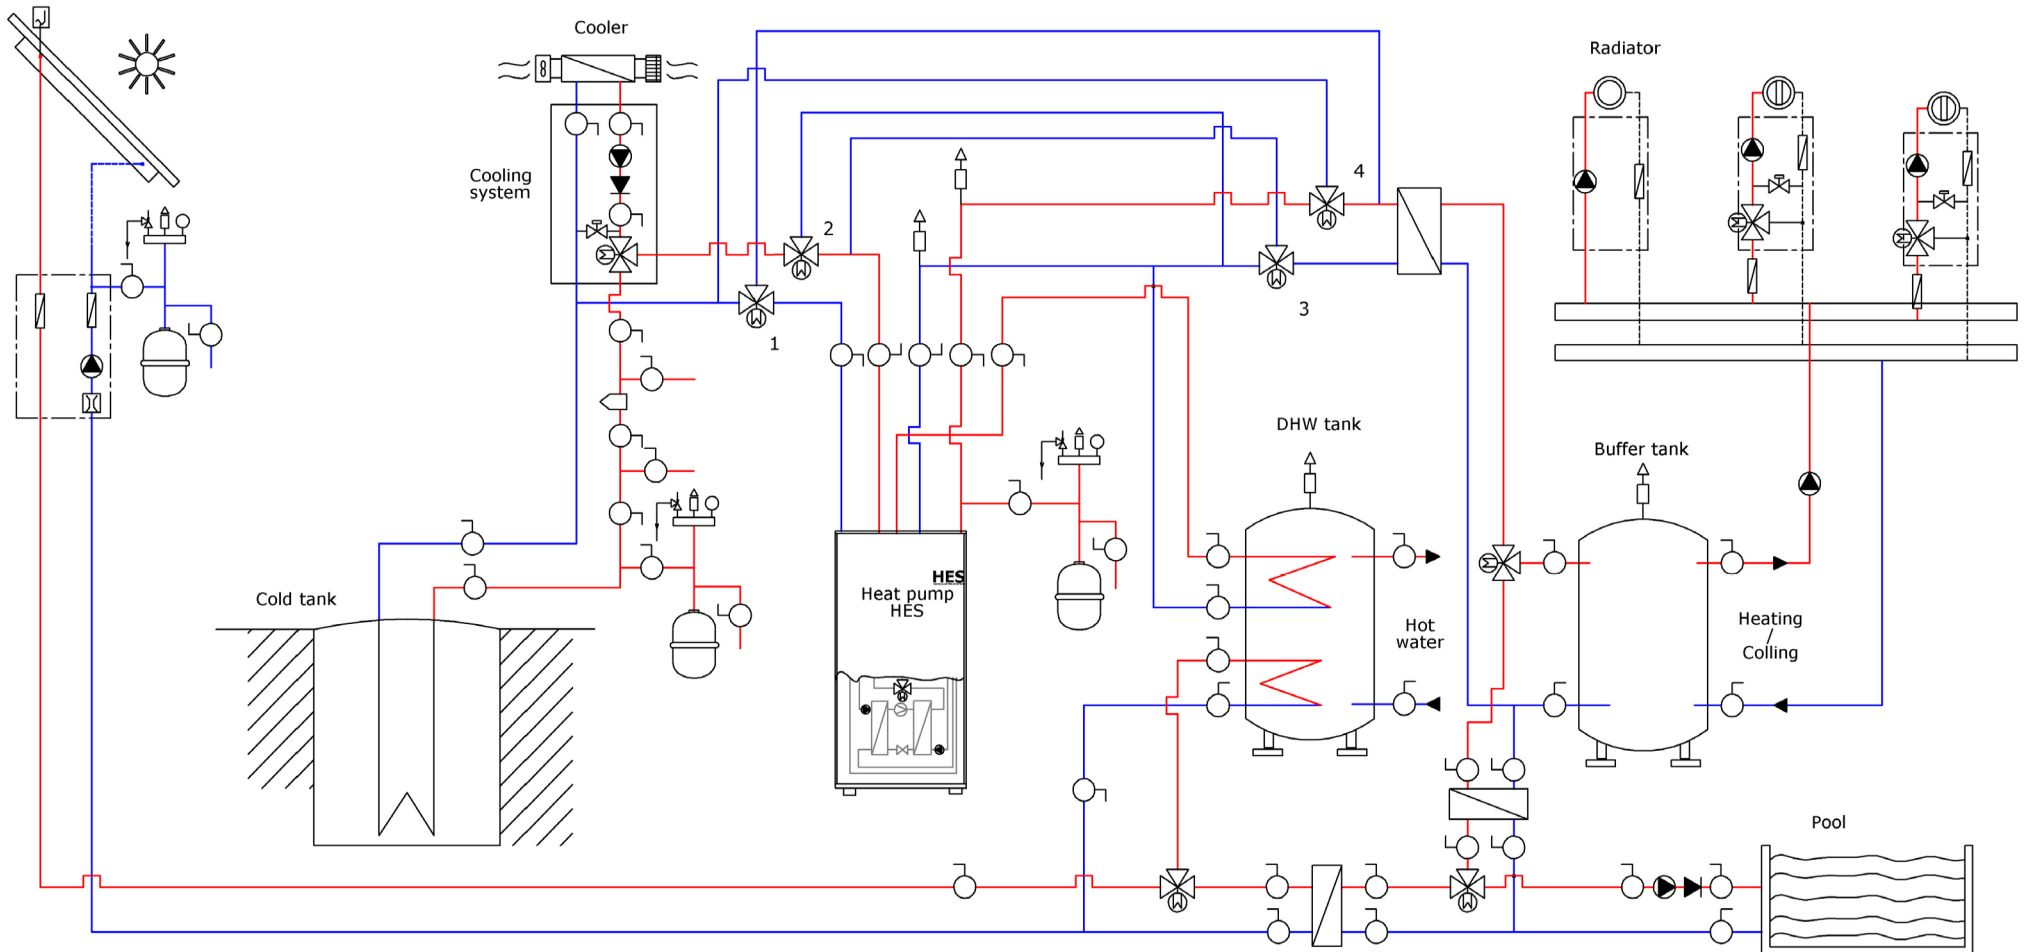 Cooler
Radiator
Cooling
system
4
2
3
1
DHW tank
Buffer tank
HES
Heat pump
HES
Cold tank
Hot
water
Heating
/
Colling
Pool